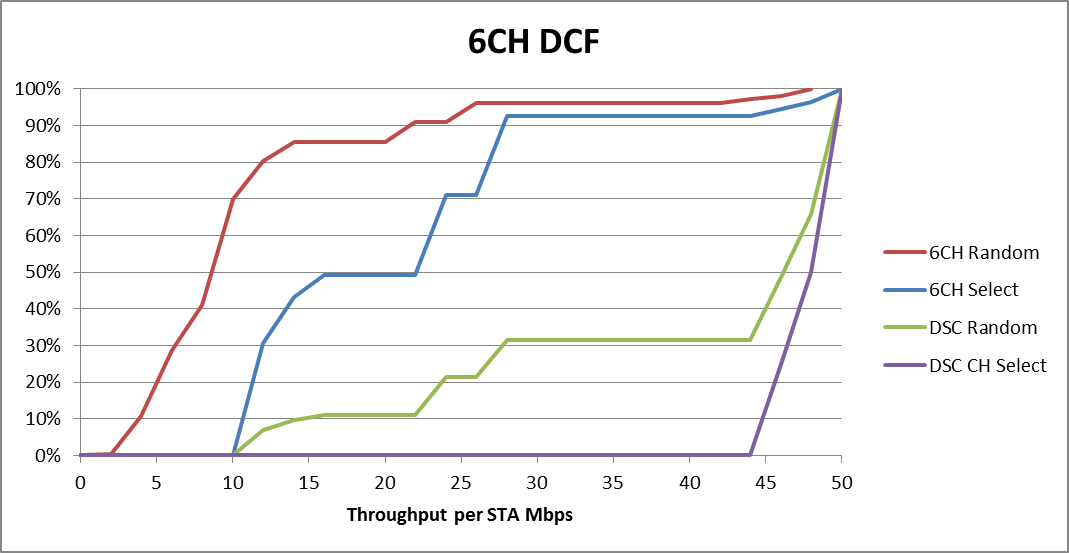 6CH DCF
100%
90%
80%
70%
60%
50%
40%
30%
20%
10%
0%
0 5 10 15 20 25 30 35 40 45 50
Throughput per STA Mbps
6CH Random
6CH Select
DSC Random
DSC CH Select